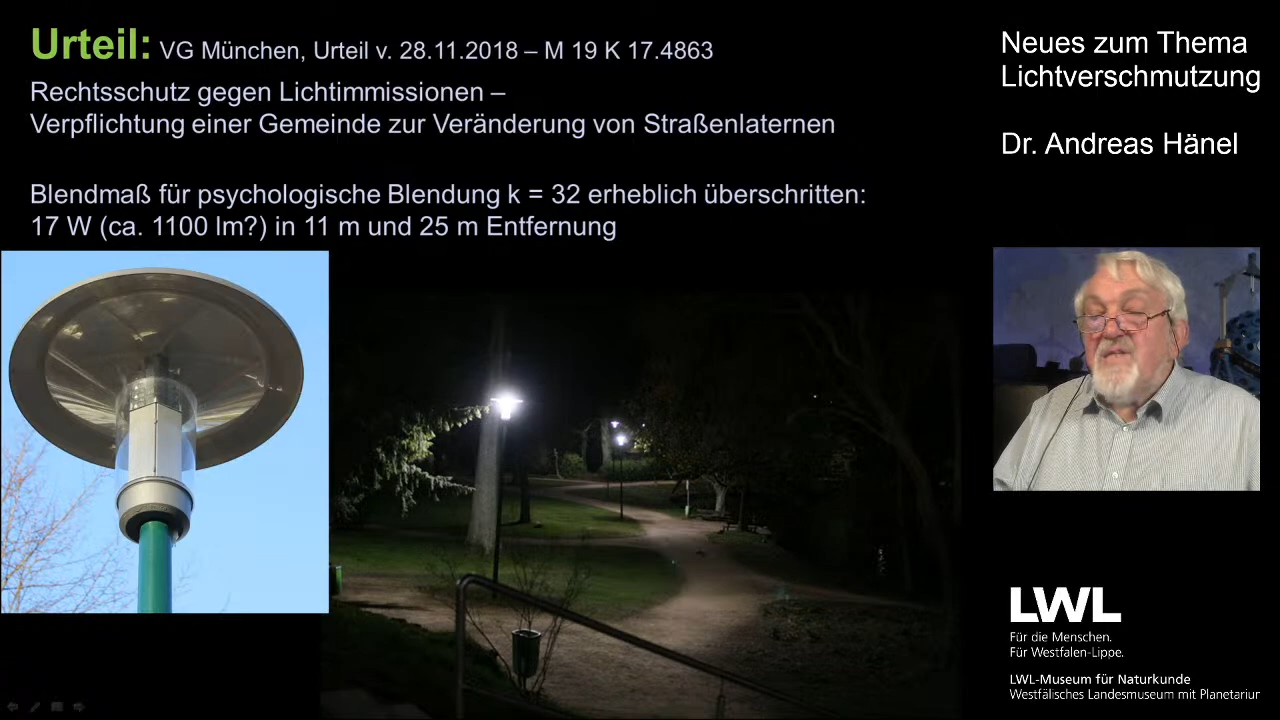 Urteil: VG München, Urteil v. 28.11.2018 – M 19 K 17.4863
Rechtsschutz gegen Lichtimmissionen –
Verpflichtung einer Gemeinde zur Veränderung von Straßenlaternen
Blendmaß für psychologische Blendung k = 32 erheblich überschritten:
17 W (ca. 1100 lm?) in 11 m und 25 m Entfernung
Neues zum Thema
Lichtverschmutzung
Dr. Andreas Hänel
LWL
Für die Menschen.
Für Westfalen-Lippe.
LWL-Museum für Naturkunde
Westfälisches Landesmuseum mit Planetariur